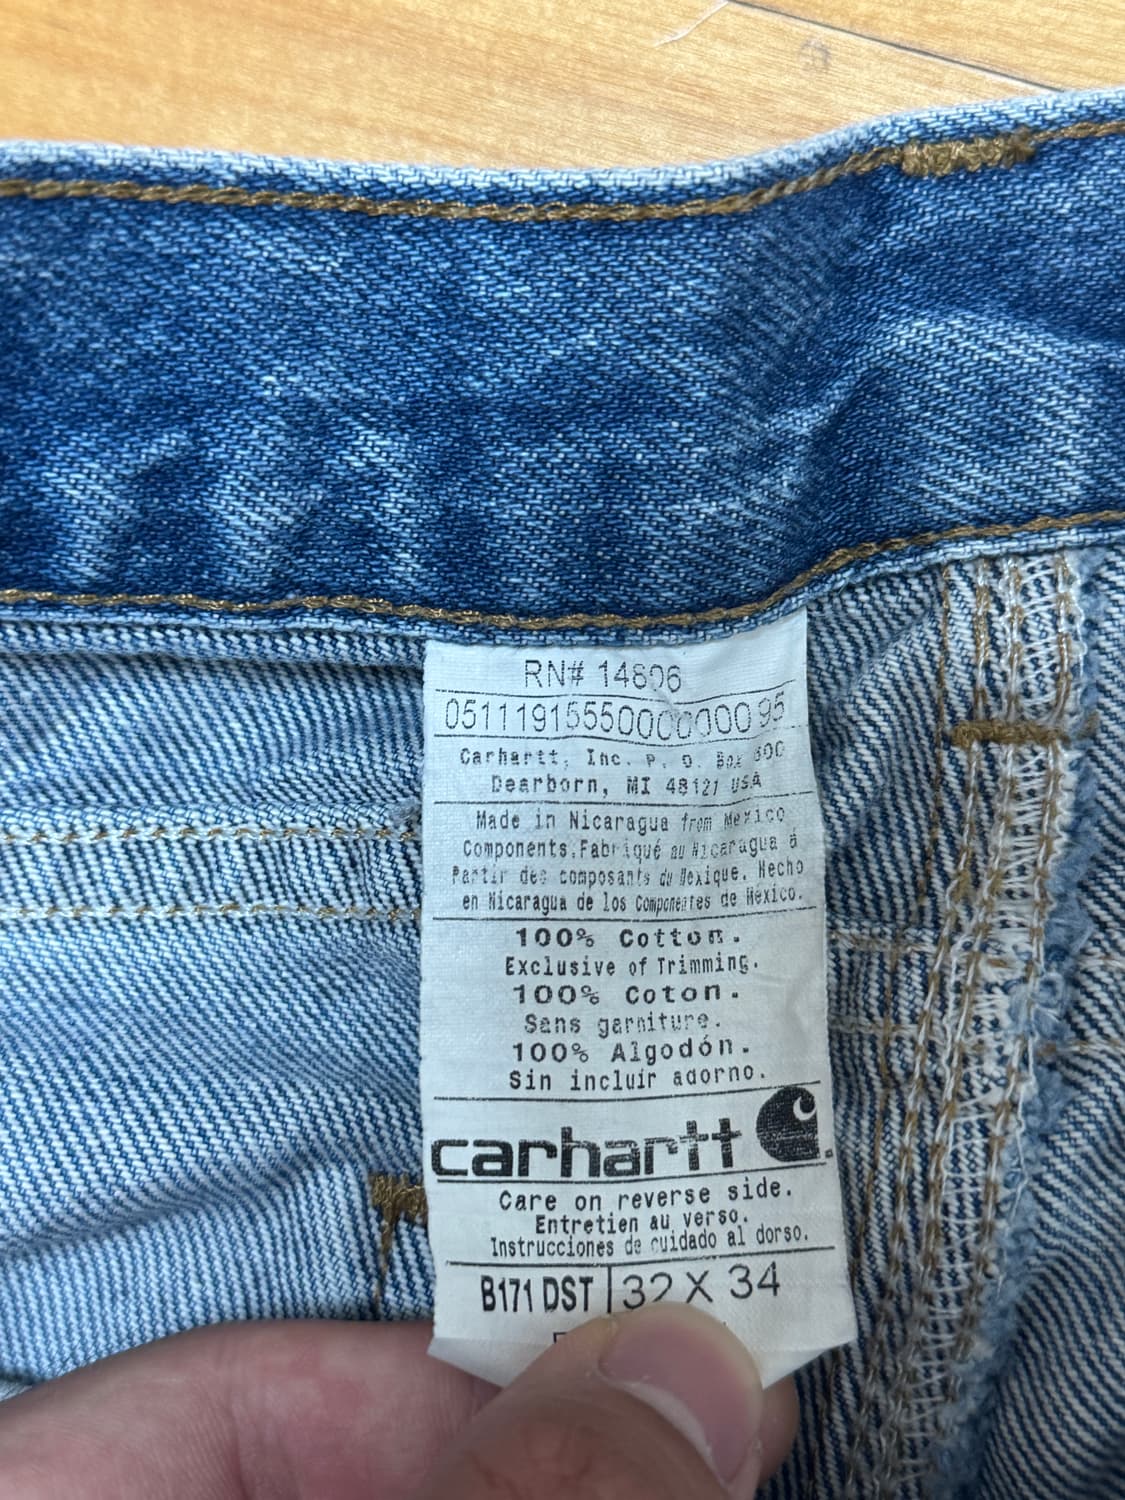 RN# 14806
05111915550000000095
Carhartt, Inc. P. O. Box 600
Dearborn, MI 48121 USA
Made in Nicaragua from Mexico
Components.Fabriqué au Nicaragua á
Partir des composants du Mexique. Hecho
en Nicaragua de los Componentes de México.
100% Cotton.
Exclusive of Trimming.
100% Coton.
Sans garniture.
100% Algodón.
Sin incluir adorno.
carhartt
Care on reverse side.
Entretien au verso.
Instrucciones de cuidado al dorso.
B171 DST 32 X 34